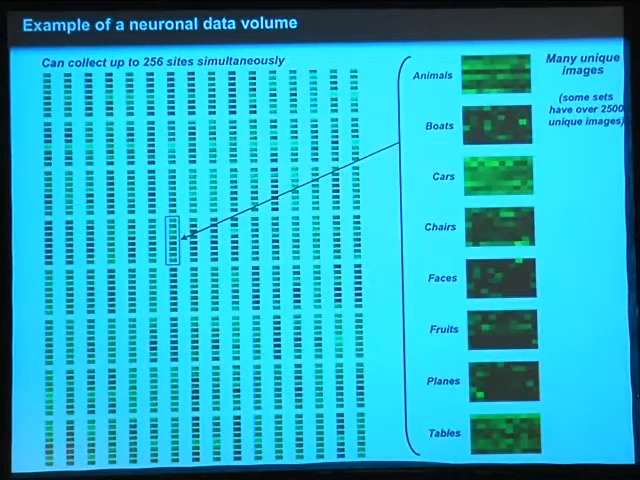 Example of a neuronal data volume
Can collect up to 256 sites simultaneously
Many unique
images
(some sets
have over 2500
unique images)
Animals
Boats
Cars
Chairs
Faces
Fruits
Planes
Tables